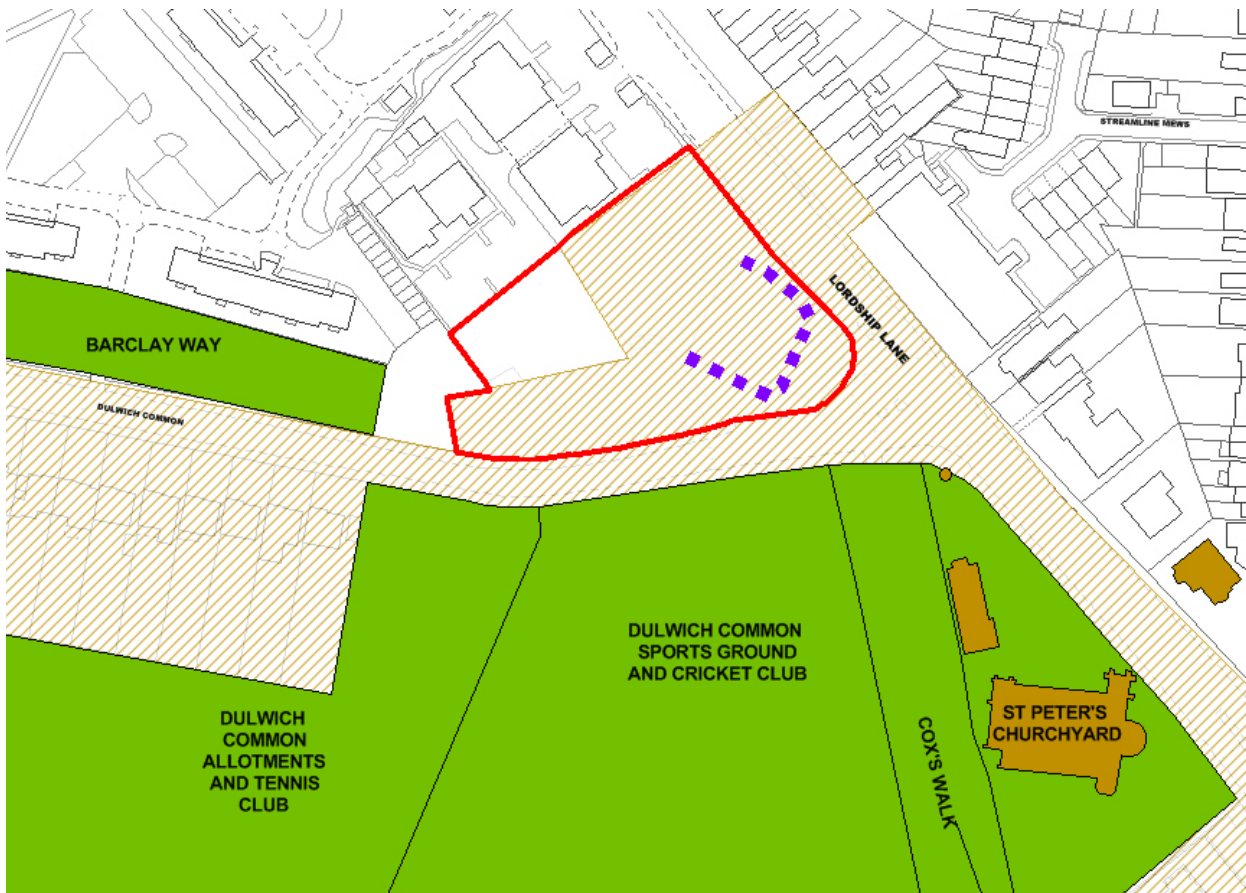 STREAMLINE MEWS
LORDSHIP LANE
BARCLAY WAY
DULWICH COMMON
DULWICH COMMON
SPORTS GROUND
AND CRICKET CLUB
DULWICH
COMMON
ALLOTMENTS
AND TENNIS
CLUB
COX'S WALK
ST PETER'S
CHURCHYARD